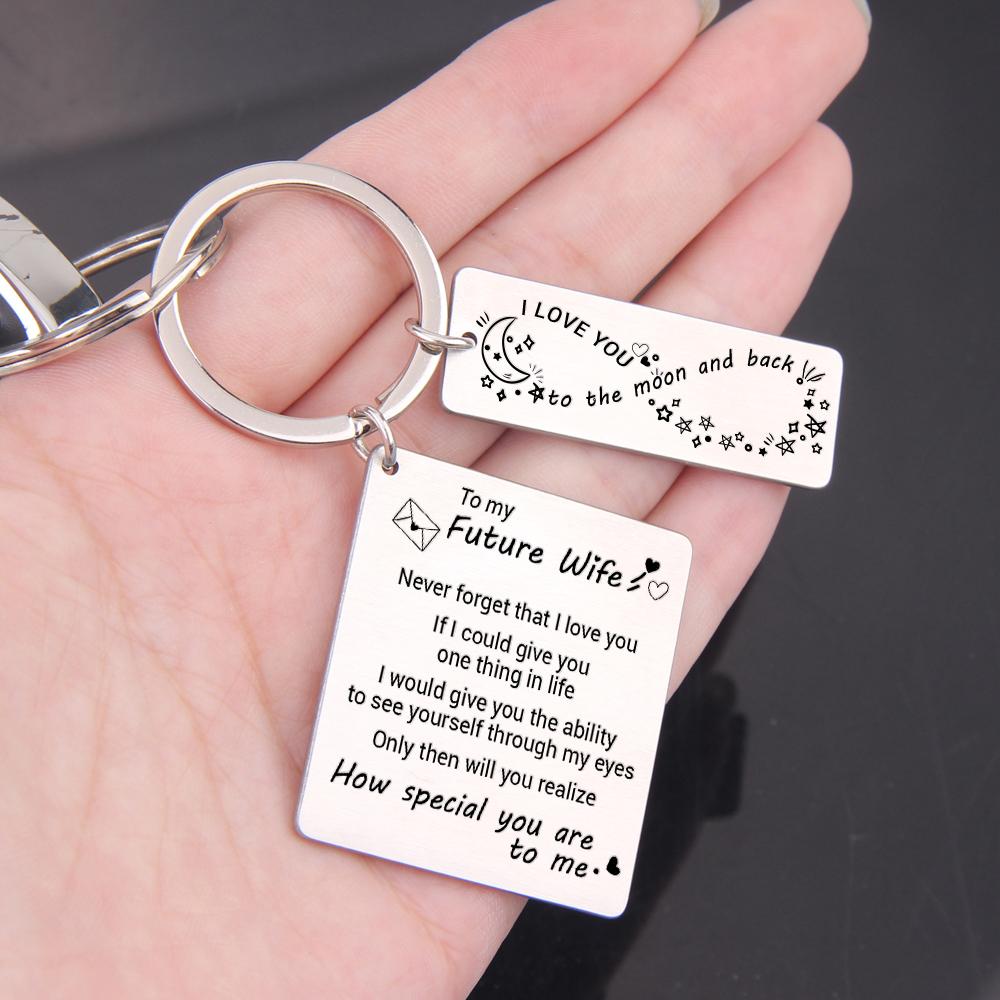 I LOVE YOU
to the moon and back
To my
Future Wife
Never forget that I love you
If I could give you
one thing in life
I would give you the ability
to see yourself through my eyes
Only then will you realize
How special you are
to me.